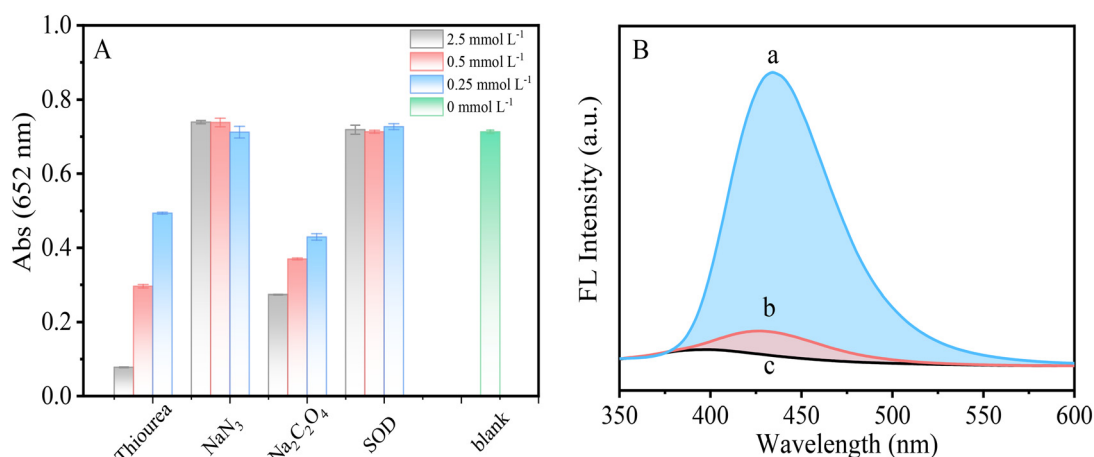 A
2.5 mmol L⁻¹
0.5 mmol L⁻¹
0.25 mmol L⁻¹
0 mmol L⁻¹
Abs (652 nm)
1.0
0.8
0.6
0.4
0.2
0.0
Thiourea
NaN₃
Na₂C₂O₄
SOD
blank
B
a
b
c
FL Intensity (a.u.)
350 400 450 500 550 600
Wavelength (nm)